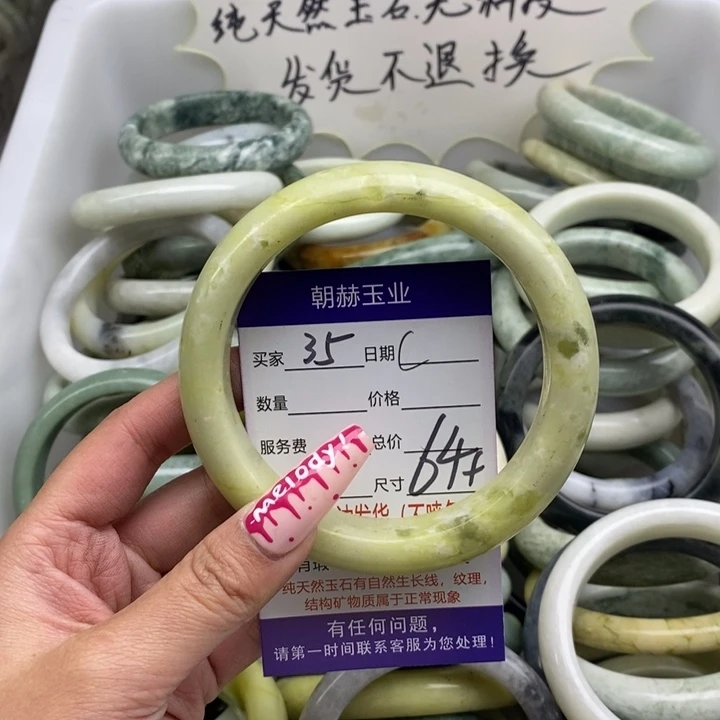 纯天然玉石.无
发货不退换
朝赫玉业
买家 35 日期
数量 价格
服务费 总价
尺寸 64+
melody!
纯天然玉石有自然生长线，纹理，
结构矿物质属于正常现象
有任何问题，
请第一时间联系客服为您处理！